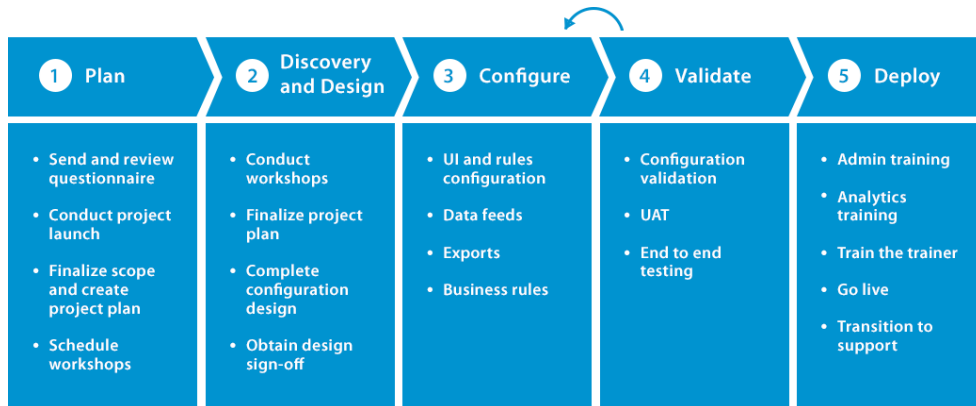 1 Plan
• Send and review
questionnaire
• Conduct project
launch
• Finalize scope
and create
project plan
• Schedule
workshops
2 Discovery
and Design
• Conduct
workshops
• Finalize project
plan
• Complete
configuration
design
• Obtain design
sign-off
3 Configure
• UI and rules
configuration
• Data feeds
• Exports
• Business rules
4 Validate
• Configuration
validation
• UAT
• End to end
testing
5 Deploy
• Admin training
• Analytics
training
• Train the trainer
• Go live
• Transition to
support